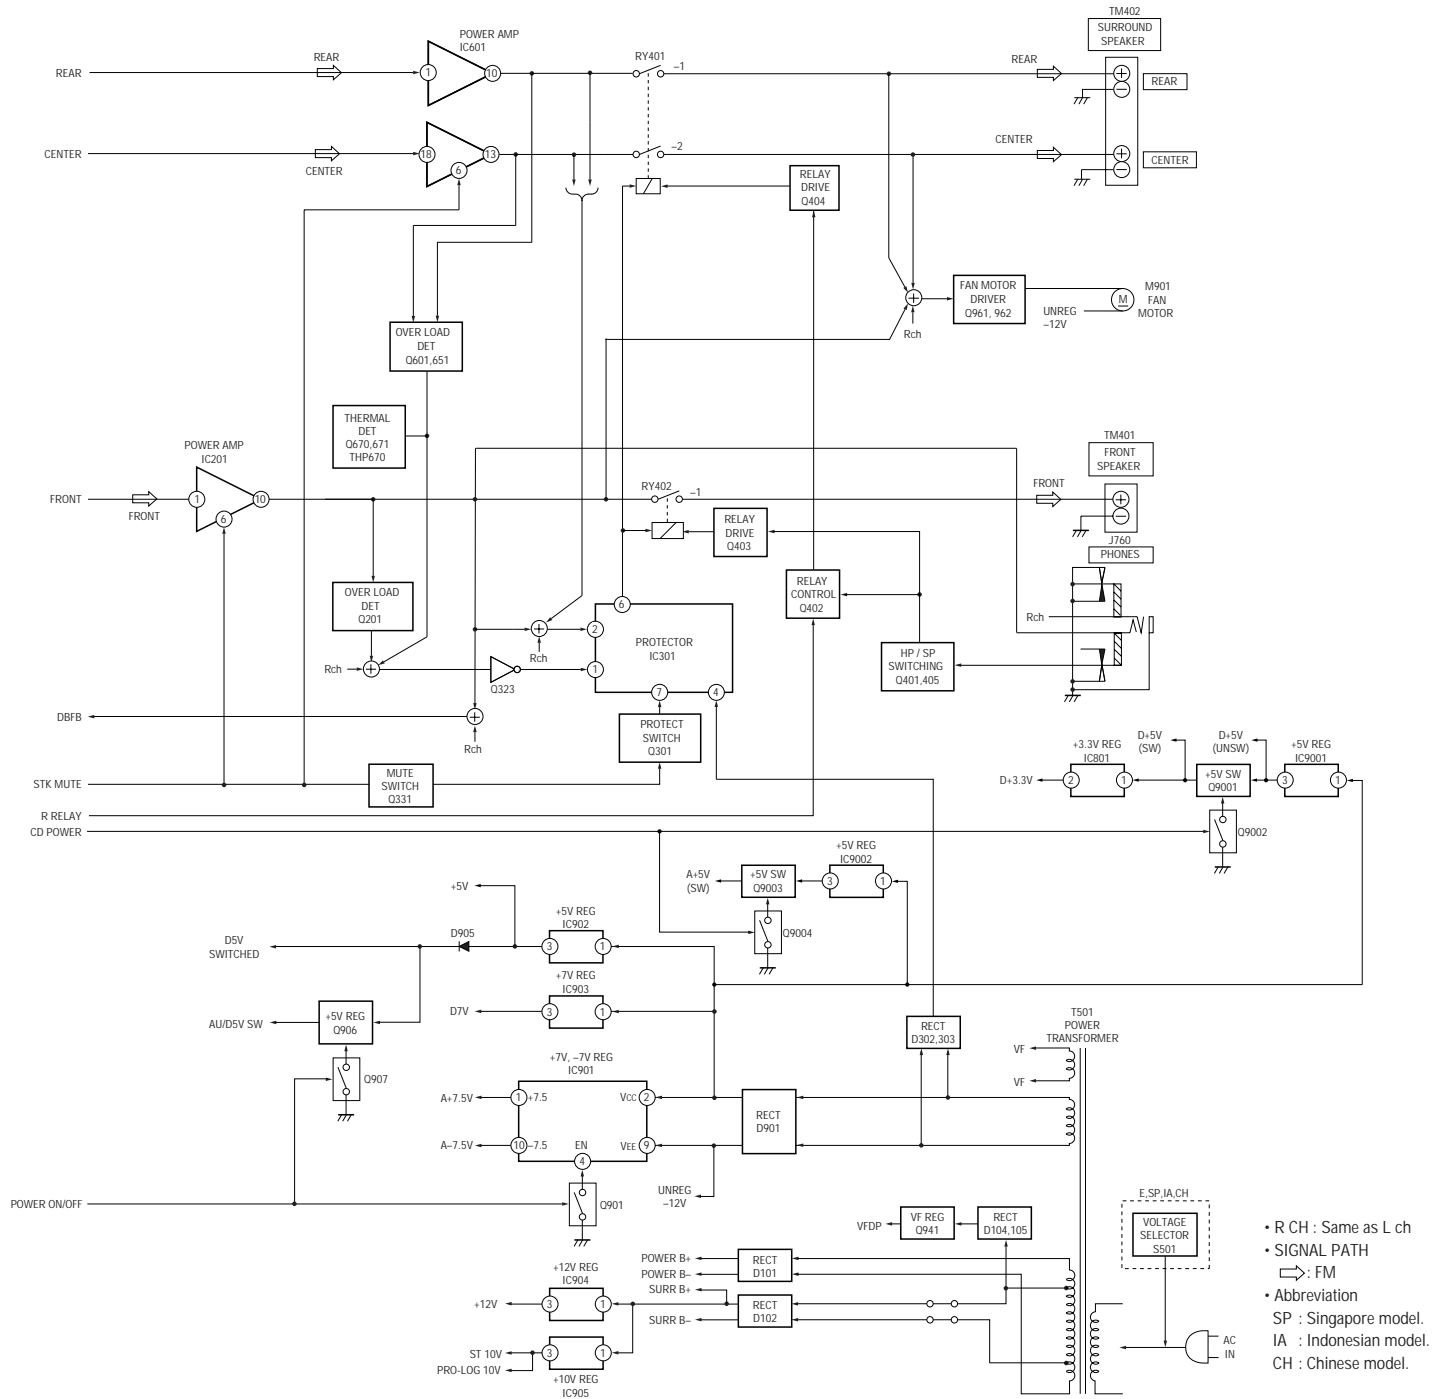 TM402
SURROUND
SPEAKER
POWER AMP
IC601
RY401
REAR
REAR
1
10
–1
REAR
+
–
REAR
CENTER
CENTER
18
13
6
–2
CENTER
+
–
CENTER
RELAY
DRIVE
Q404
FAN MOTOR
DRIVER
Q961, 962
M
M901
FAN
MOTOR
UNREG
–12V
+
Rch
OVER LOAD
DET
Q601,651
THERMAL
DET
Q670,671
THP670
POWER AMP
IC201
TM401
FRONT
SPEAKER
FRONT
FRONT
1
10
6
RY402
–1
FRONT
+
–
RELAY
DRIVE
Q403
J760
PHONES
OVER LOAD
DET
Q201
RELAY
CONTROL
Q402
Rch
6
PROTECTOR
IC301
2
1
7
4
+
Rch
Rch
+
Q323
HP / SP
SWITCHING
Q401,405
DBFB
+
Rch
PROTECT
SWITCH
Q301
STK MUTE
MUTE
SWITCH
Q331
R RELAY
CD POWER
D+3.3V
+3.3V REG
IC801
2
1
D+5V
(SW)
+5V SW
Q9001
D+5V
(UNSW)
+5V REG
IC9001
3
1
Q9002
+5V REG
IC9002
A+5V
(SW)
+5V SW
Q9003
3
1
Q9004
+5V
+5V REG
IC902
D905
3
1
D5V
SWITCHED
+7V REG
IC903
D7V
3
1
AU/D5V SW
+5V REG
Q906
Q907
RECT
D302,303
T501
POWER
TRANSFORMER
VF
VF
+7V, –7V REG
IC901
A+7.5V
1
+7.5
VCC
2
A–7.5V
10
–7.5
EN
VEE
9
4
RECT
D901
UNREG
–12V
POWER ON/OFF
Q901
E,SP,IA,CH
VOLTAGE
SELECTOR
S501
VFDP
VF REG
Q941
RECT
D104,105
POWER B+
POWER B–
RECT
D101
SURR B+
SURR B–
RECT
D102
+12V REG
IC904
+12V
3
1
ST 10V
PRO-LOG 10V
3
1
+10V REG
IC905
AC
IN
• R CH : Same as L ch
• SIGNAL PATH
: FM
• Abbreviation
SP : Singapore model.
IA : Indonesian model.
CH : Chinese model.